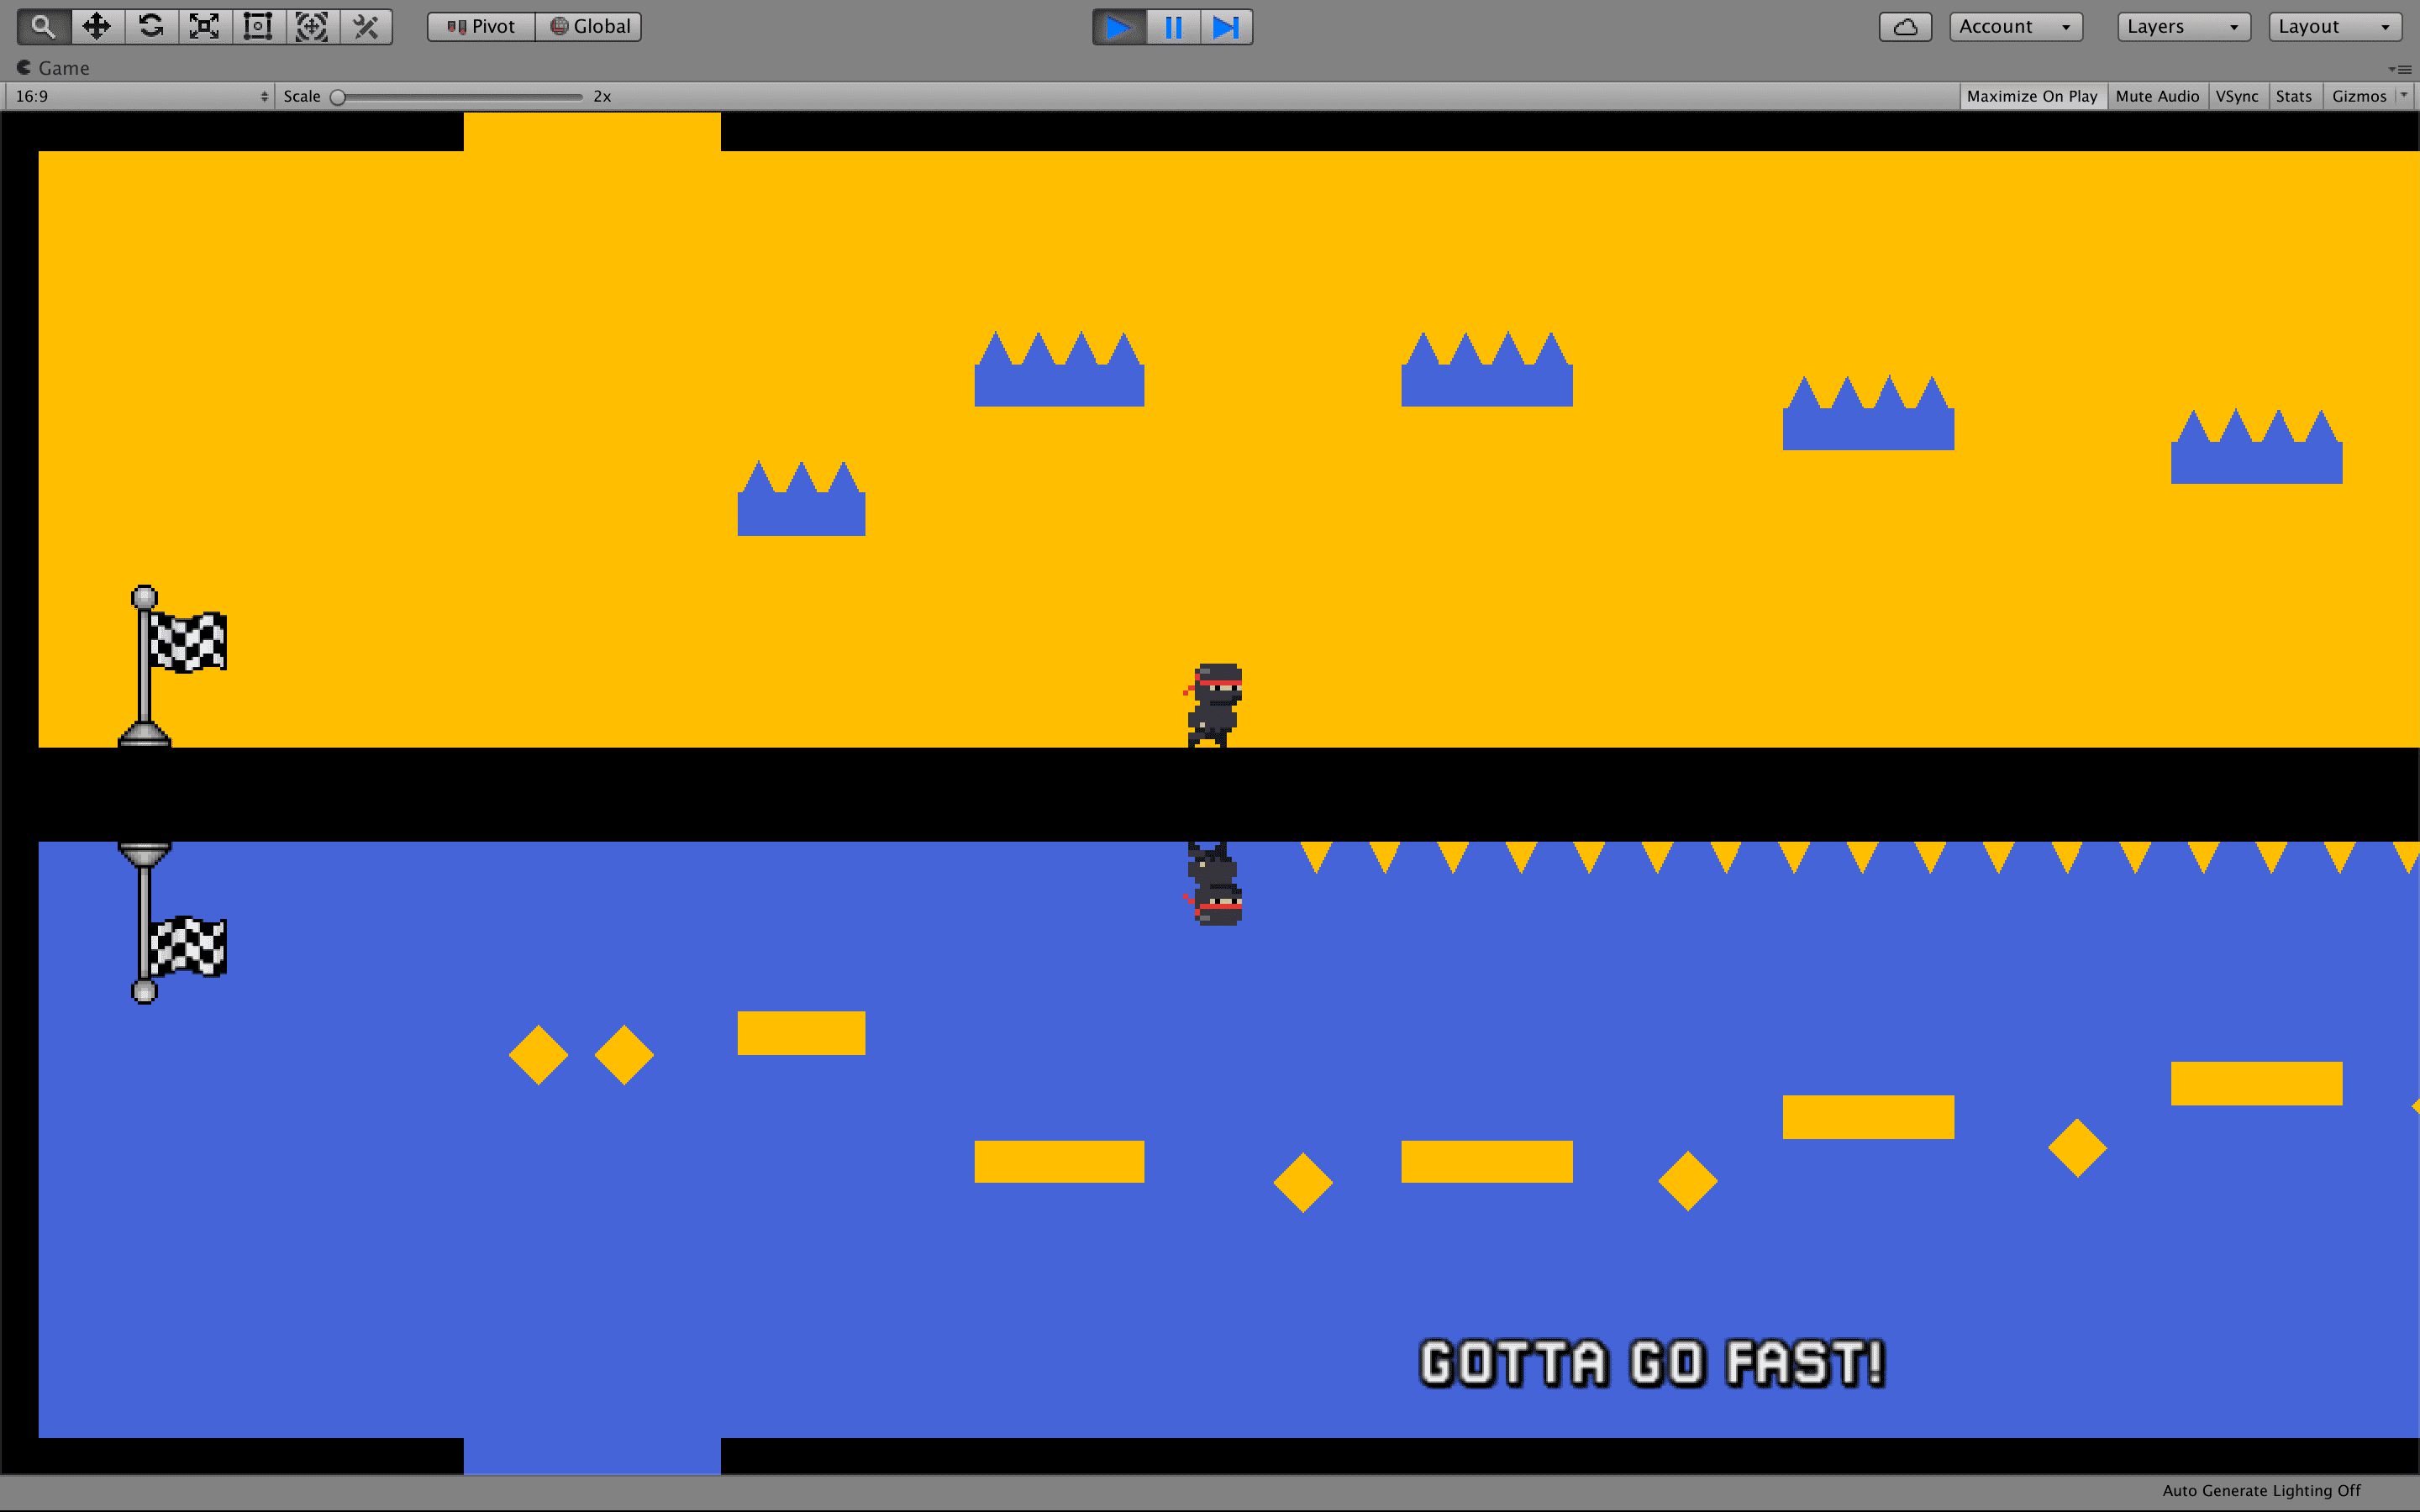 Pivot Global Account Layers Layout
Game
16:9 Scale 2x Maximize On Play Mute Audio VSync Stats Gizmos
GOTTA GO FAST!
Auto Generate Lighting Off